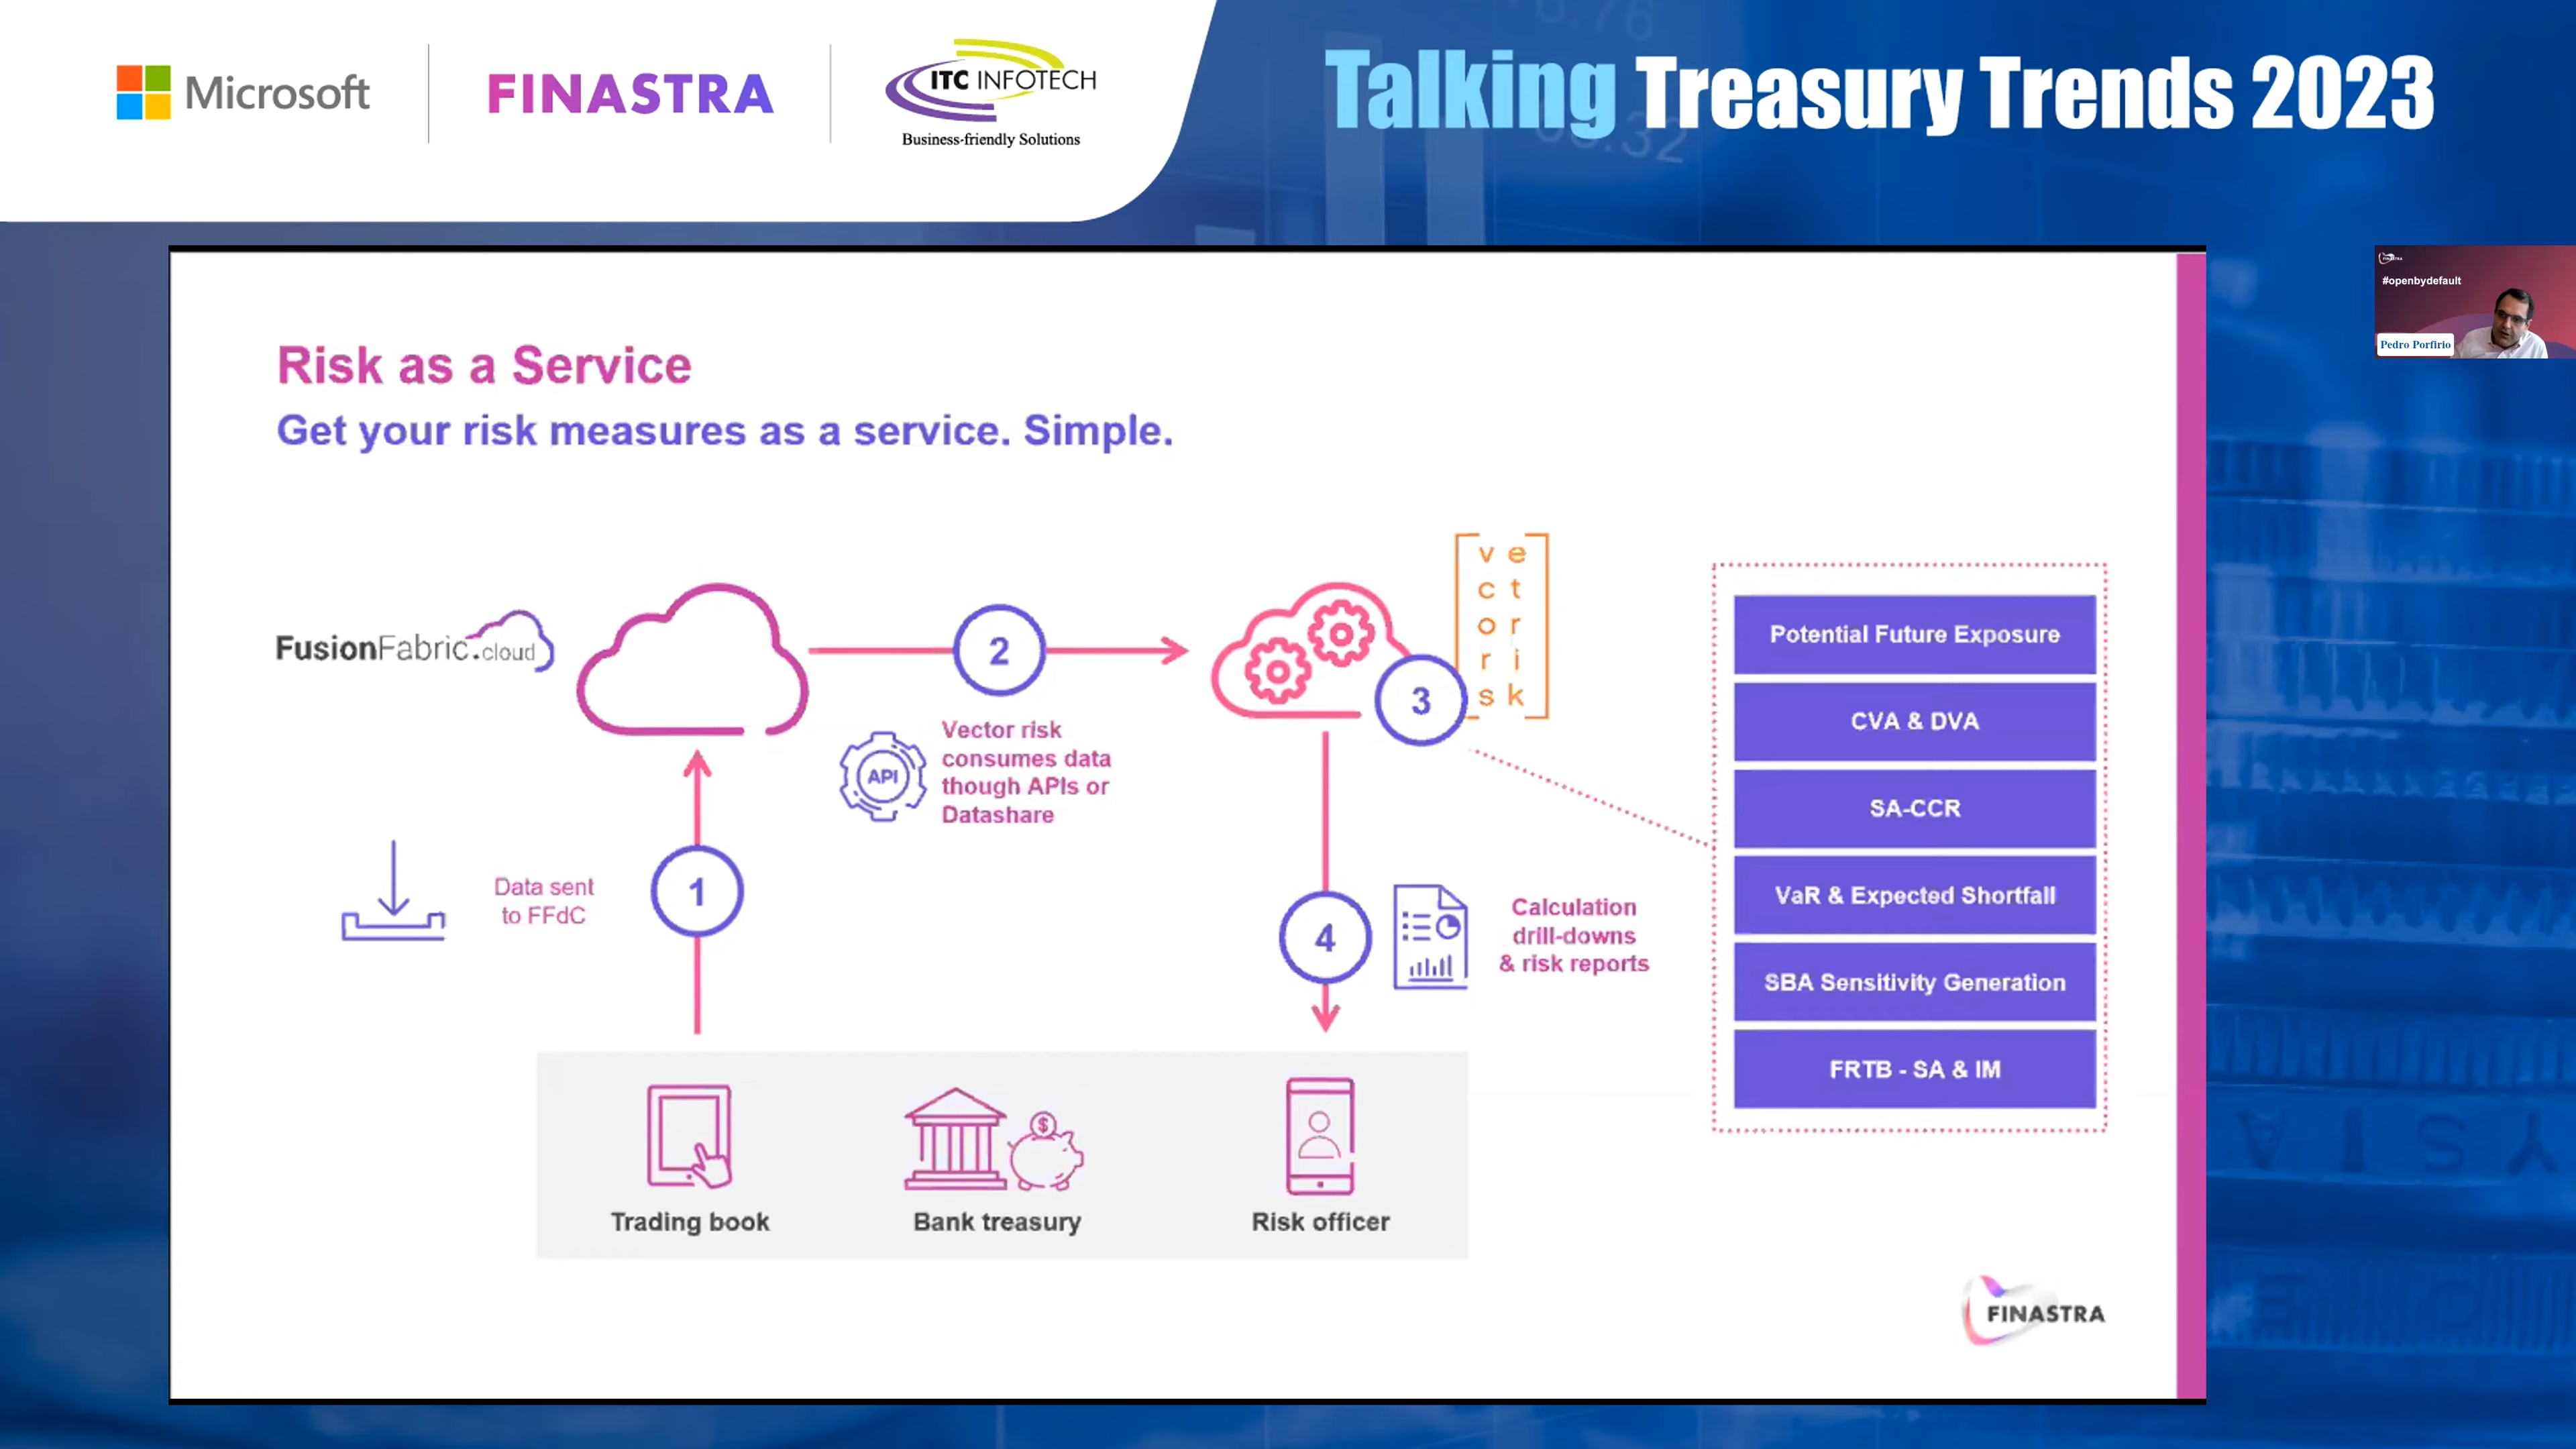 Microsoft
FINASTRA
ITC INFOTECH
Business-friendly Solutions
Talking Treasury Trends 2023
#openbydefault
Pedro Porfirio
Risk as a Service
Get your risk measures as a service. Simple.
FusionFabric.cloud
2
v e
c t
o r
r i
s k
3
API
Vector risk
consumes data
though APIs or
Datashare
Data sent
to FFdC
1
4
Calculation
drill-downs
& risk reports
Potential Future Exposure
CVA & DVA
SA-CCR
VaR & Expected Shortfall
SBA Sensitivity Generation
FRTB - SA & IM
$
Trading book
Bank treasury
Risk officer
FINASTRA